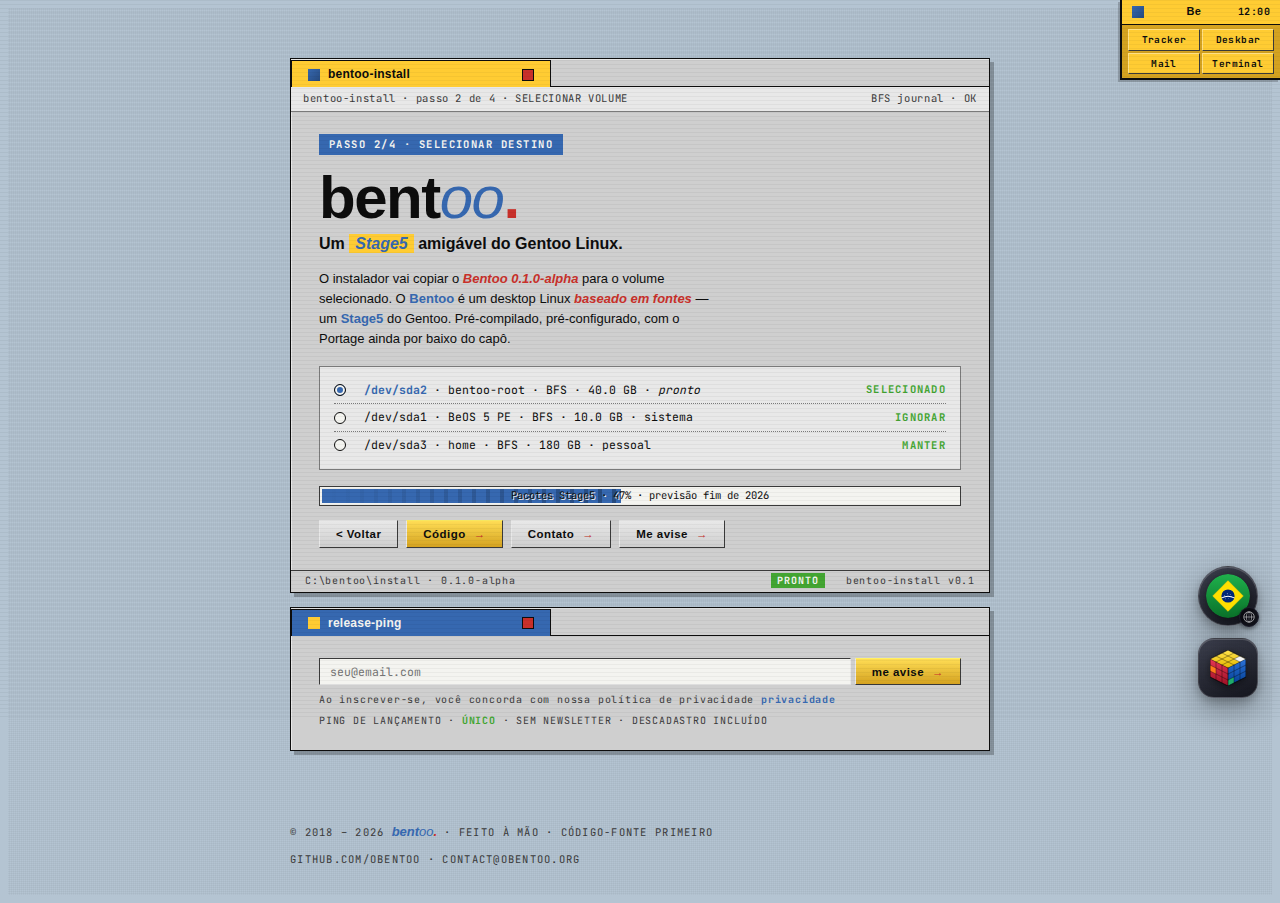 Be 12:00
Tracker Deskbar
Mail Terminal
bentoo-install
bentoo-install · passo 2 de 4 · SELECIONAR VOLUME BFS journal · OK
PASSO 2/4 · SELECIONAR DESTINO
bentoo.
Um Stage5 amigável do Gentoo Linux.
O instalador vai copiar o Bentoo 0.1.0-alpha para o volume
selecionado. O Bentoo é um desktop Linux baseado em fontes —
um Stage5 do Gentoo. Pré-compilado, pré-configurado, com o
Portage ainda por baixo do capô.
/dev/sda2 · bentoo-root · BFS · 40.0 GB · pronto SELECIONADO
/dev/sda1 · BeOS 5 PE · BFS · 10.0 GB · sistema IGNORAR
/dev/sda3 · home · BFS · 180 GB · pessoal MANTER
Pacotes Stage5 · 47% · previsão fim de 2026
< Voltar Código → Contato → Me avise →
C:\bentoo\install · 0.1.0-alpha PRONTO bentoo-install v0.1
release-ping
seu@email.com me avise →
Ao inscrever-se, você concorda com nossa política de privacidade privacidade
PING DE LANÇAMENTO · ÚNICO · SEM NEWSLETTER · DESCADASTRO INCLUÍDO
© 2018 – 2026 bentoo. · FEITO À MÃO · CÓDIGO-FONTE PRIMEIRO
GITHUB.COM/OBENTOO · CONTACT@OBENTOO.ORG